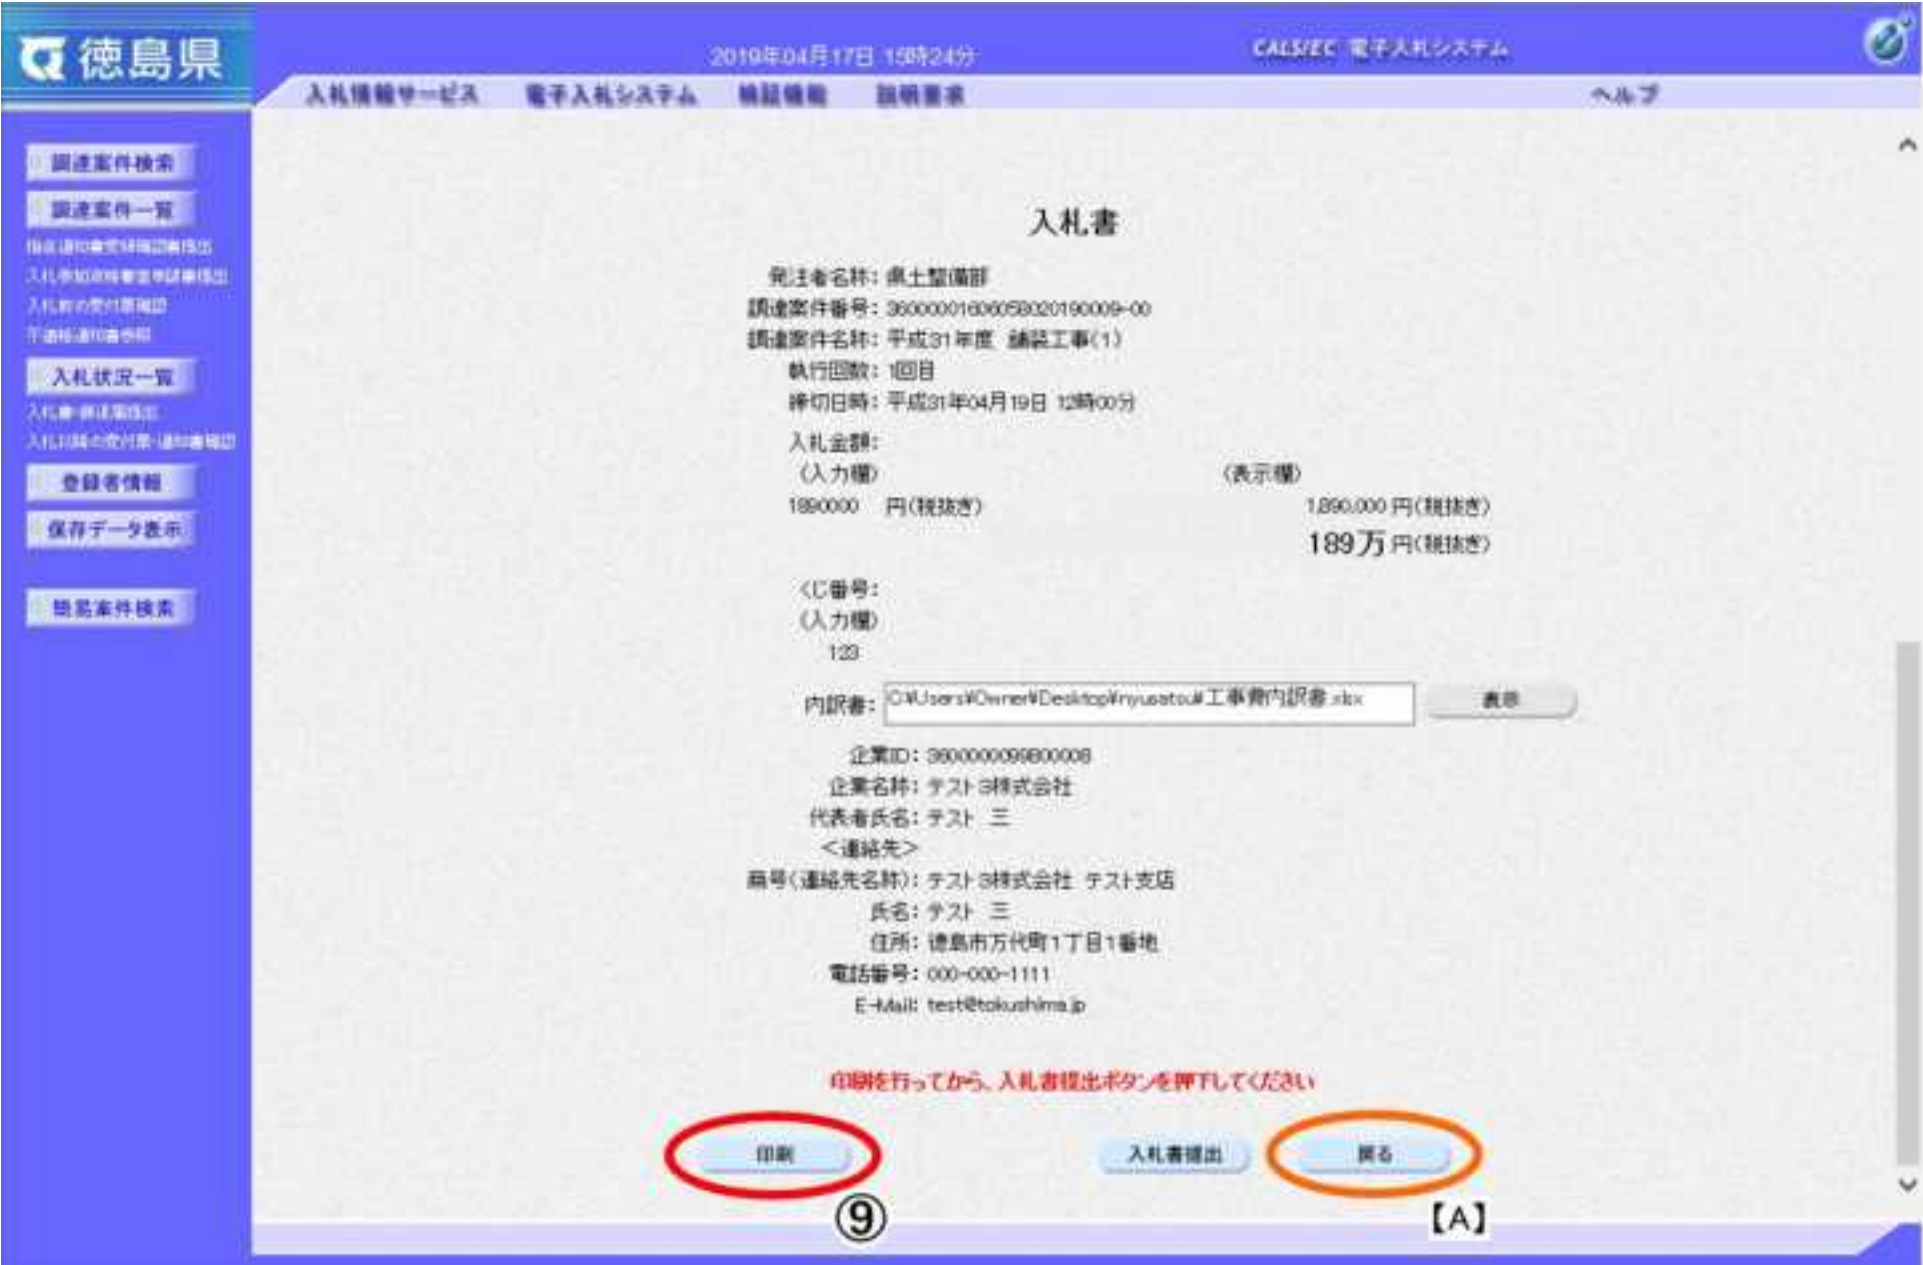 徳島県
2019年04月17日 15時24分
CALS/EC 電子入札システム
入札情報サービス 電子入札システム 検証機能 説明要求 ヘルプ
調達案件検索
調達案件一覧
入札状況一覧
登録者情報
保存データ表示
簡易案件検索
入札書
発注者名称：県土整備部
調達案件番号：
調達案件名称：平成31年度 舗装工事(1)
執行回数：1回目
締切日時：平成31年04月19日 12時00分
入札金額：
(入力欄) (表示欄)
1890000 円(税抜き) 1,890,000 円(税抜き)
189万 円(税抜き)
くじ番号：
(入力欄)
123
内訳書： 表示
企業ID：
企業名称：テスト3株式会社
代表者氏名：テスト 三
<連絡先>
商号(連絡先名称)：テスト3株式会社 テスト支店
氏名：テスト 三
住所：徳島市万代町1丁目1番地
電話番号：000-000-1111
E-Mail: test@tokushima.jp
印刷を行ってから、入札書提出ボタンを押下してください
印刷 入札書提出 戻る
⑨ 【A】